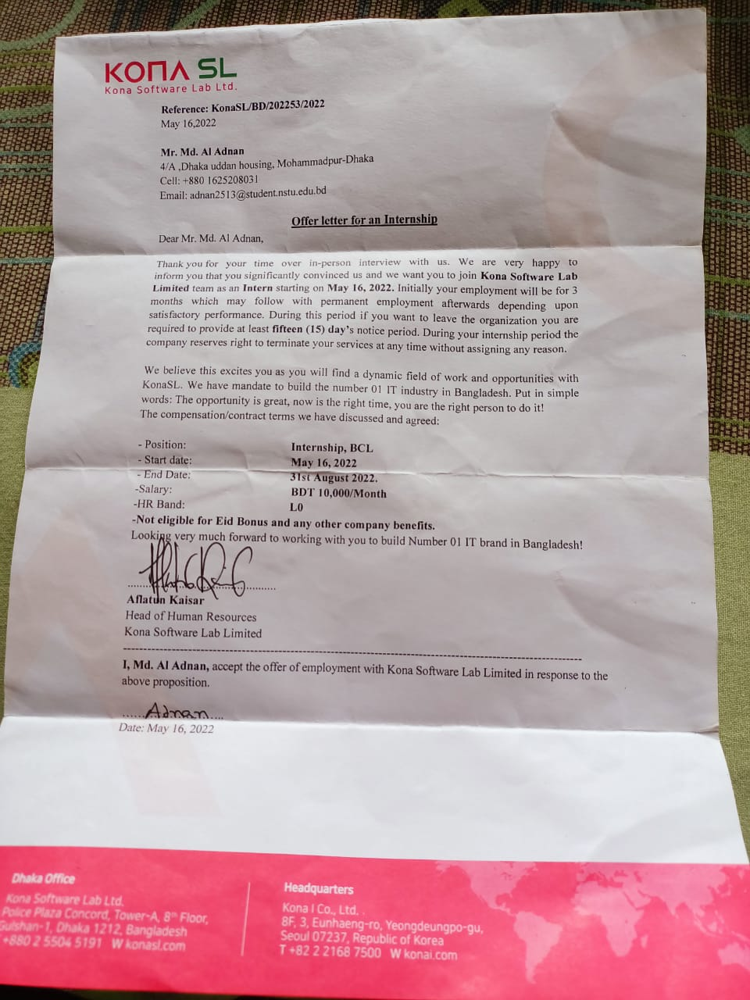 KONA SL
Kona Software Lab Ltd.
Reference: KonaSL/BD/202253/2022
May 16,2022
Mr. Md. Al Adnan
4/A ,Dhaka uddan housing, Mohammadpur-Dhaka
Cell: +880 1625208031
Email: adnan2513@student.nstu.edu.bd
Offer letter for an Internship
Dear Mr. Md. Al Adnan,
Thank you for your time over in-person interview with us. We are very happy to
inform you that you significantly convinced us and we want you to join Kona Software Lab
Limited team as an Intern starting on May 16, 2022. Initially your employment will be for 3
months which may follow with permanent employment afterwards depending upon
satisfactory performance. During this period if you want to leave the organization you are
required to provide at least fifteen (15) day's notice period. During your internship period the
company reserves right to terminate your services at any time without assigning any reason.
We believe this excites you as you will find a dynamic field of work and opportunities with
KonaSL. We have mandate to build the number 01 IT industry in Bangladesh. Put in simple
words: The opportunity is great, now is the right time, you are the right person to do it!
The compensation/contract terms we have discussed and agreed:
- Position: Internship, BCL
- Start date: May 16, 2022
- End Date: 31st August 2022.
-Salary: BDT 10,000/Month
-HR Band: L0
-Not eligible for Eid Bonus and any other company benefits.
Looking very much forward to working with you to build Number 01 IT brand in Bangladesh!
Aflatun Kaisar
Head of Human Resources
Kona Software Lab Limited
I, Md. Al Adnan, accept the offer of employment with Kona Software Lab Limited in response to the
above proposition.
......Adnan....
Date: May 16, 2022
Dhaka Office
Kona Software Lab Ltd.
Police Plaza Concord, Tower-A, 8th Floor,
Gulshan-1, Dhaka 1212, Bangladesh
+880 2 5504 5191 W konasl.com
Headquarters
Kona I Co., Ltd.
8F, 3, Eunhaeng-ro, Yeongdeungpo-gu,
Seoul 07237, Republic of Korea
T +82 2 2168 7500 W konai.com